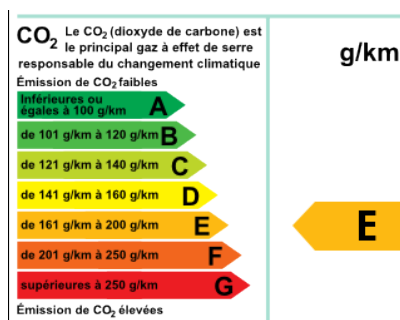 CO2 Le CO2 (dioxyde de carbone) est
le principal gaz à effet de serre
responsable du changement climatique
g/km
Émission de CO2 faibles
Inférieures ou
égales à 100 g/km A
de 101 g/km à 120 g/km B
de 121 g/km à 140 g/km C
de 141 g/km à 160 g/km D
de 161 g/km à 200 g/km E
E
de 201 g/km à 250 g/km F
supérieures à 250 g/km G
Émission de CO2 élevées